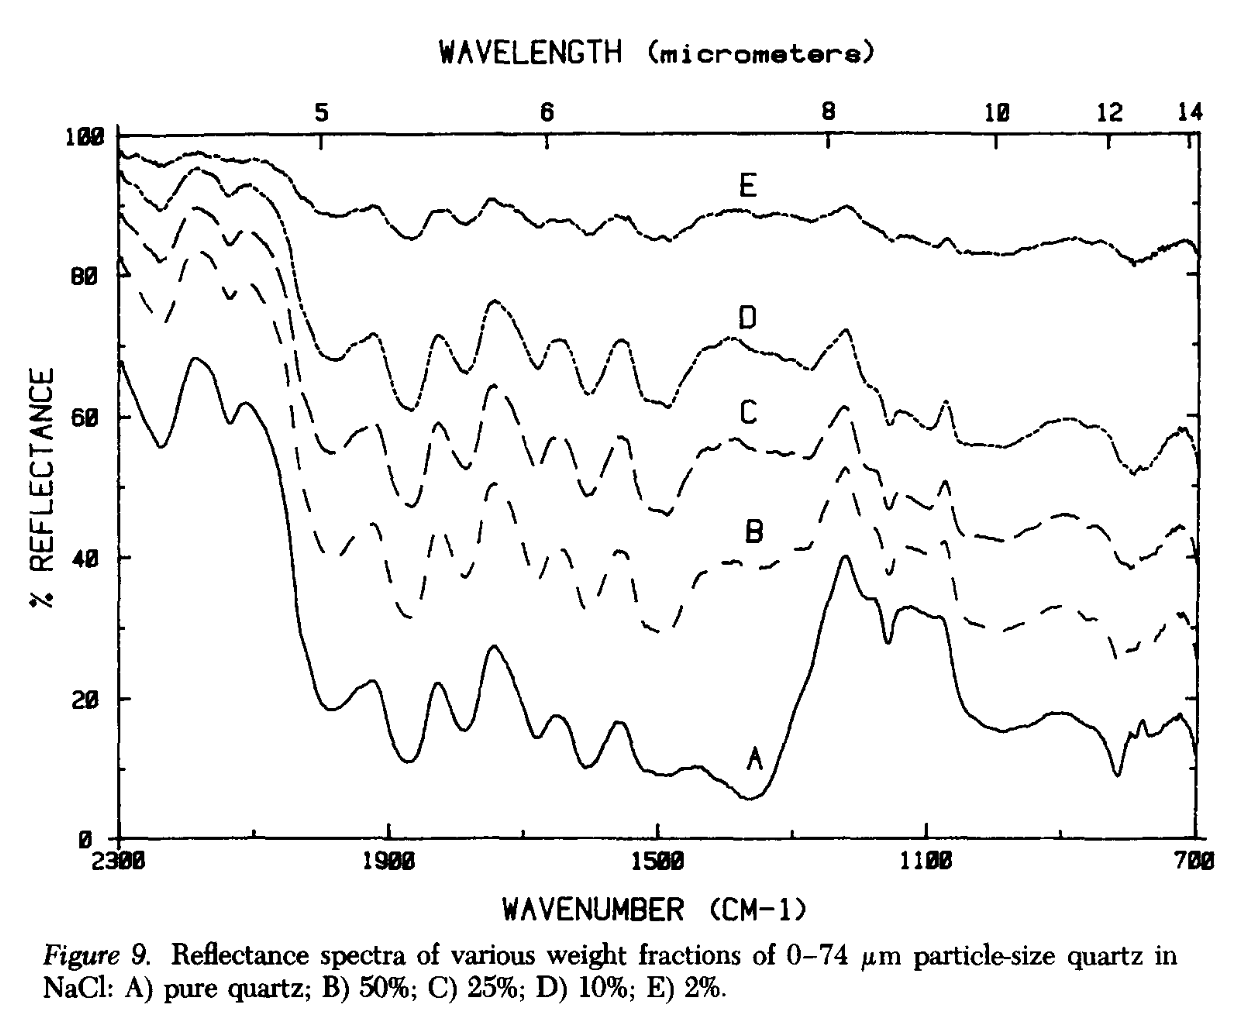 WAVELENGTH (micrometers)
5 6 8 10 12 14
100
80
60
40
20
0
% REFLECTANCE
E
D
C
B
A
2300 1900 1500 1100 700
WAVENUMBER (CM-1)
Figure 9. Reflectance spectra of various weight fractions of 0–74 μm particle-size quartz in
NaCl: A) pure quartz; B) 50%; C) 25%; D) 10%; E) 2%.